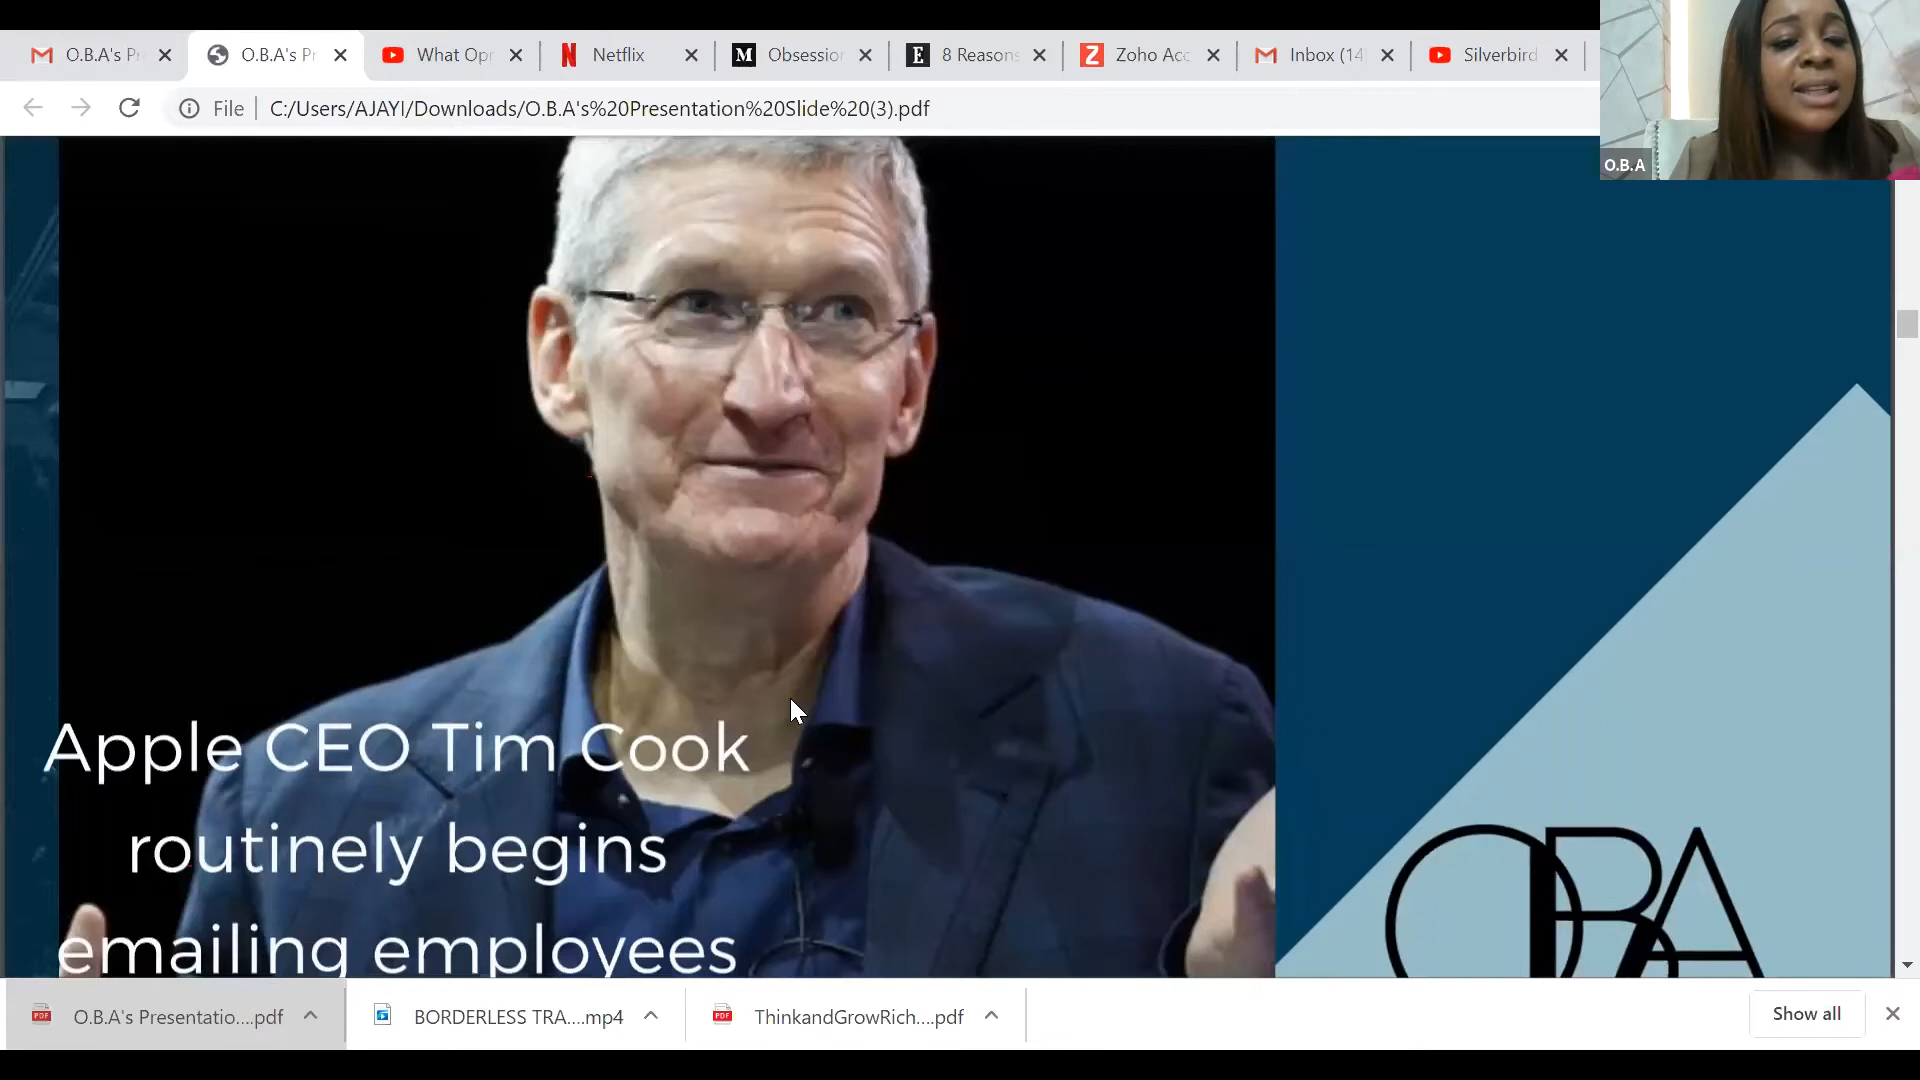 O.B.A's Pr
O.B.A's Pr
What Opr
Netflix
M
Obsession
E
8 Reasons
Z
Zoho Acc
Inbox (14
Silverbird
File
C:/Users/AJAYI/Downloads/O.B.A's%20Presentation%20Slide%20(3).pdf
O.B.A
Apple CEO Tim Cook
routinely begins
emailing employees
OBA
O.B.A's Presentatio....pdf
BORDERLESS TRA....mp4
ThinkandGrowRich....pdf
Show all